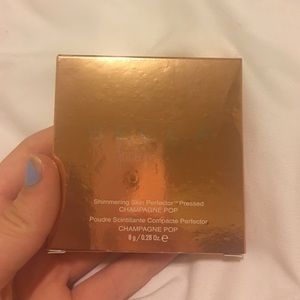 Shimmering Skin Perfector™ Pressed
CHAMPAGNE POP
Poudre Scintillante Compacte Perfector
CHAMPAGNE POP
8 g / 0.28 Oz. ℮